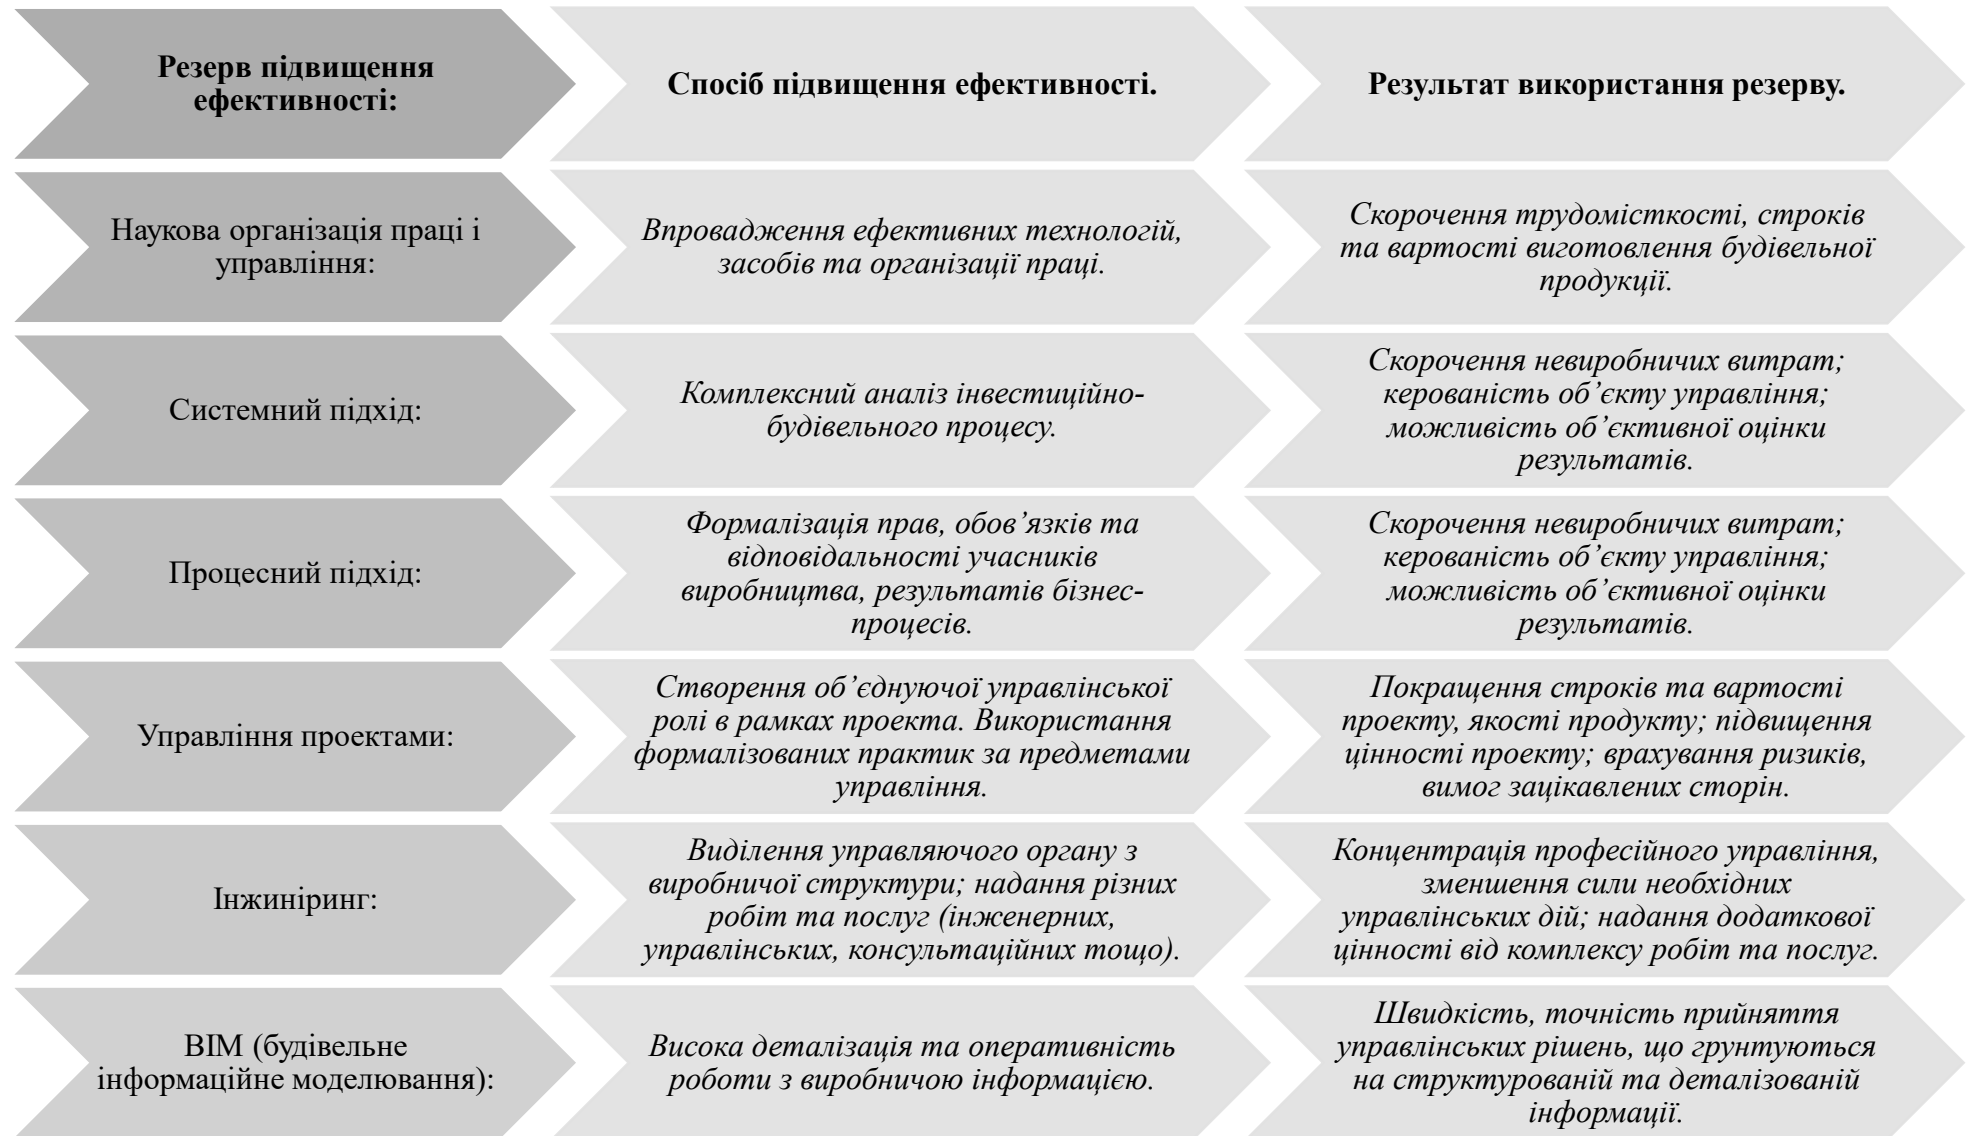 Резерв підвищення
ефективності:
Спосіб підвищення ефективності.
Результат використання резерву.
Наукова організація праці і
управління:
Впровадження ефективних технологій,
засобів та організації праці.
Скорочення трудомісткості, строків
та вартості виготовлення будівельної
продукції.
Системний підхід:
Комплексний аналіз інвестиційно-
будівельного процесу.
Скорочення невиробничих витрат;
керованість об’єкту управління;
можливість об’єктивної оцінки
результатів.
Процесний підхід:
Формалізація прав, обов’язків та
відповідальності учасників
виробництва, результатів бізнес-
процесів.
Скорочення невиробничих витрат;
керованість об’єкту управління;
можливість об’єктивної оцінки
результатів.
Управління проектами:
Створення об’єднуючої управлінської
ролі в рамках проекта. Використання
формалізованих практик за предметами
управління.
Покращення строків та вартості
проекту, якості продукту; підвищення
цінності проекту; врахування ризиків,
вимог зацікавлених сторін.
Інжиніринг:
Виділення управляючого органу з
виробничої структури; надання різних
робіт та послуг (інженерних,
управлінських, консультаційних тощо).
Концентрація професійного управління,
зменшення сили необхідних
управлінських дій; надання додаткової
цінності від комплексу робіт та послуг.
BIM (будівельне
інформаційне моделювання):
Висока деталізація та оперативність
роботи з виробничою інформацією.
Швидкість, точність прийняття
управлінських рішень, що грунтуються
на структурованій та деталізованій
інформації.